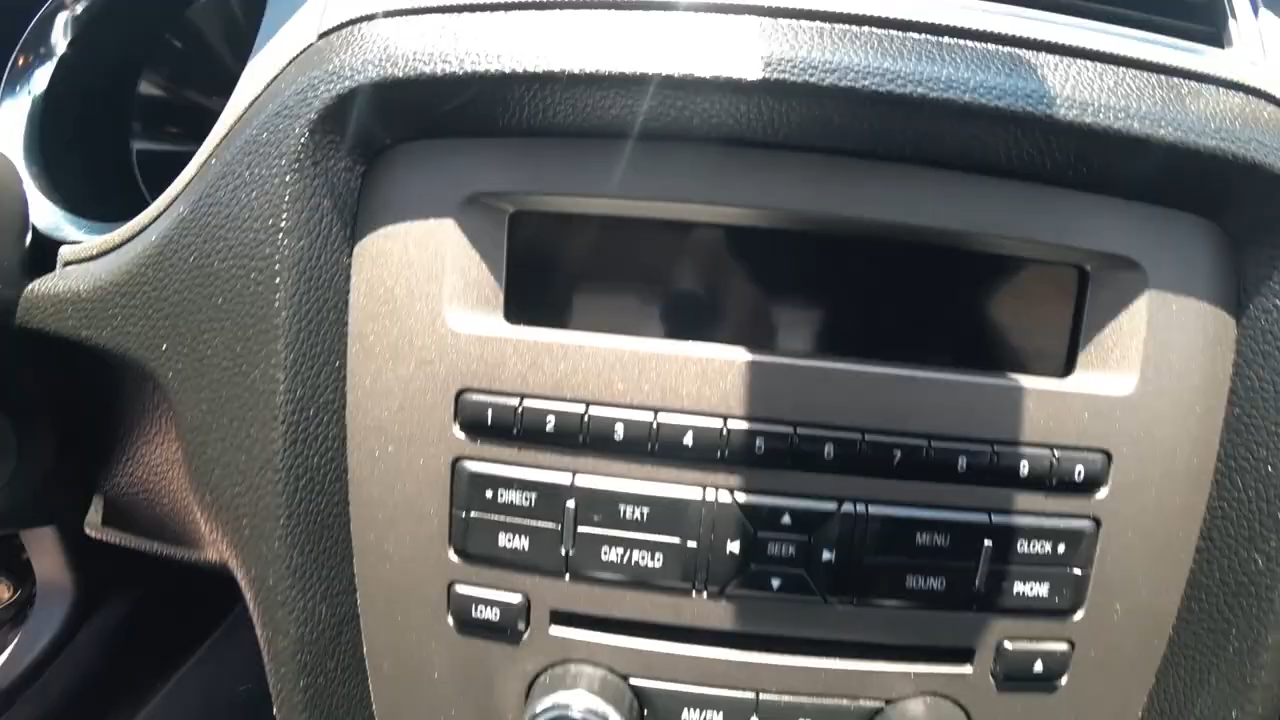 1 2 3 4 5 6 7 8 9 0
* DIRECT TEXT MENU CLOCK #
SEEK
SCAN CAT/FOLD SOUND PHONE
LOAD
AM/FM